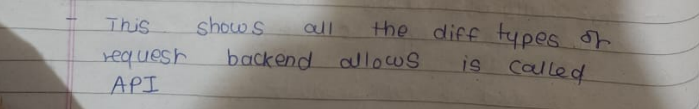 - This shows all the diff types of
request backend allows is called
API